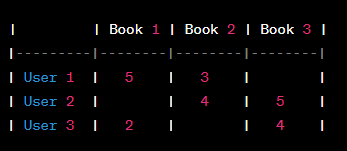 |         | Book 1 | Book 2 | Book 3 |
|---------|--------|--------|--------|
| User 1  |   5    |   3    |        |
| User 2  |        |   4    |   5    |
| User 3  |   2    |        |   4    |